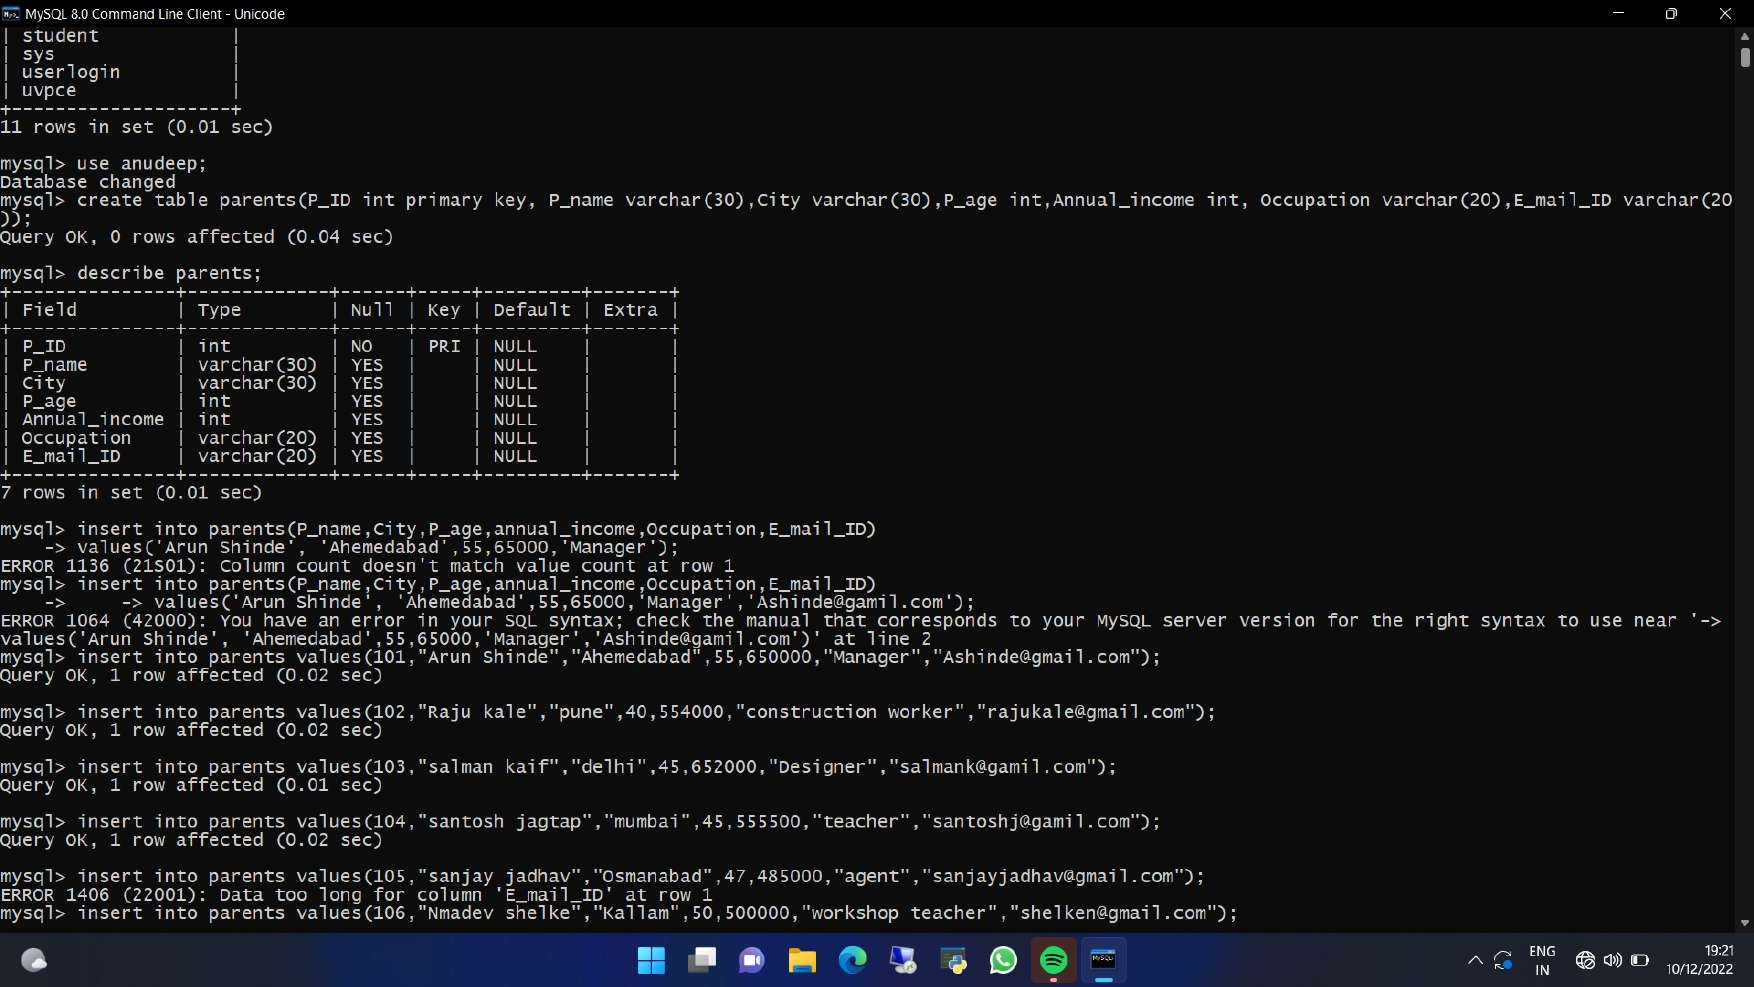 MySQL 8.0 Command Line Client - Unicode
| student            |
| sys                |
| userlogin          |
| uvpce              |
+--------------------+
11 rows in set (0.01 sec)
mysql> use anudeep;
Database changed
mysql> create table parents(P_ID int primary key, P_name varchar(30),City varchar(30),P_age int,Annual_income int, Occupation varchar(20),E_mail_ID varchar(20
));
Query OK, 0 rows affected (0.04 sec)
mysql> describe parents;
+---------------+-------------+------+-----+---------+-------+
| Field         | Type        | Null | Key | Default | Extra |
+---------------+-------------+------+-----+---------+-------+
| P_ID          | int         | NO   | PRI | NULL    |       |
| P_name        | varchar(30) | YES  |     | NULL    |       |
| City          | varchar(30) | YES  |     | NULL    |       |
| P_age         | int         | YES  |     | NULL    |       |
| Annual_income | int         | YES  |     | NULL    |       |
| Occupation    | varchar(20) | YES  |     | NULL    |       |
| E_mail_ID     | varchar(20) | YES  |     | NULL    |       |
+---------------+-------------+------+-----+---------+-------+
7 rows in set (0.01 sec)
mysql> insert into parents(P_name,City,P_age,annual_income,Occupation,E_mail_ID)
    -> values('Arun Shinde', 'Ahemedabad',55,65000,'Manager');
ERROR 1136 (21S01): Column count doesn't match value count at row 1
mysql> insert into parents(P_name,City,P_age,annual_income,Occupation,E_mail_ID)
    ->     -> values('Arun Shinde', 'Ahemedabad',55,65000,'Manager','Ashinde@gamil.com');
ERROR 1064 (42000): You have an error in your SQL syntax; check the manual that corresponds to your MySQL server version for the right syntax to use near '->
values('Arun Shinde', 'Ahemedabad',55,65000,'Manager','Ashinde@gamil.com')' at line 2
mysql> insert into parents values(101,"Arun Shinde","Ahemedabad",55,650000,"Manager","Ashinde@gmail.com");
Query OK, 1 row affected (0.02 sec)
mysql> insert into parents values(102,"Raju kale","pune",40,554000,"construction worker","rajukale@gmail.com");
Query OK, 1 row affected (0.02 sec)
mysql> insert into parents values(103,"salman kaif","delhi",45,652000,"Designer","salmank@gamil.com");
Query OK, 1 row affected (0.01 sec)
mysql> insert into parents values(104,"santosh jagtap","mumbai",45,555500,"teacher","santoshj@gamil.com");
Query OK, 1 row affected (0.02 sec)
mysql> insert into parents values(105,"sanjay jadhav","Osmanabad",47,485000,"agent","sanjayjadhav@gmail.com");
ERROR 1406 (22001): Data too long for column 'E_mail_ID' at row 1
mysql> insert into parents values(106,"Nmadev shelke","Kallam",50,500000,"workshop teacher","shelken@gmail.com");
ENG
IN
19:21
10/12/2022